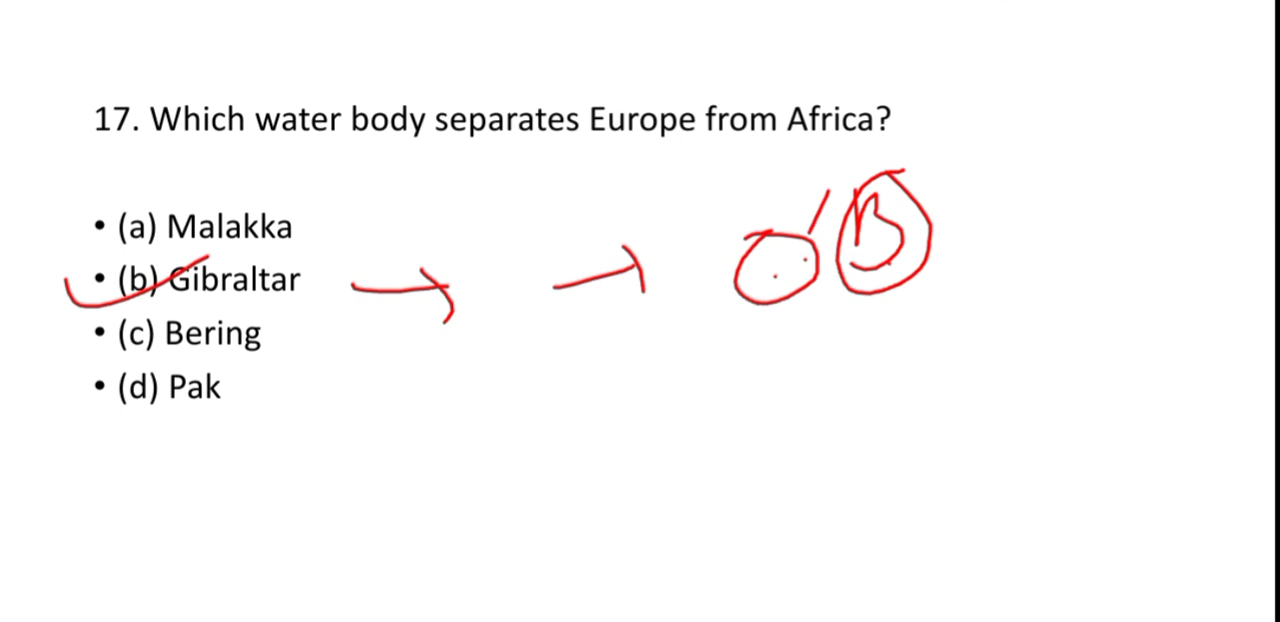 17. Which water body separates Europe from Africa?
• (a) Malakka
• (b) Gibraltar
• (c) Bering
• (d) Pak
B